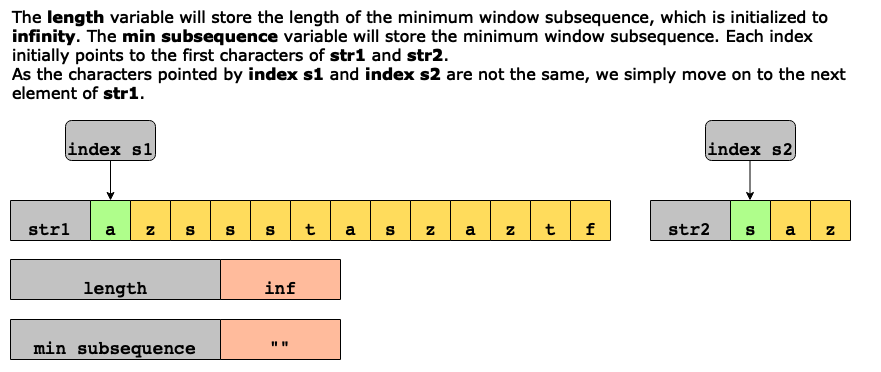 The length variable will store the length of the minimum window subsequence, which is initialized to
infinity. The min subsequence variable will store the minimum window subsequence. Each index
initially points to the first characters of str1 and str2.
As the characters pointed by index s1 and index s2 are not the same, we simply move on to the next
element of str1.
index s1 index s2
str1 a z s s s t a s z a z t f str2 s a z
length inf
min subsequence ""